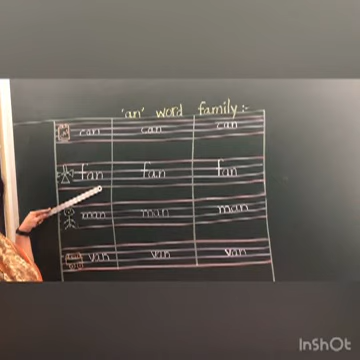 'an' word family :-
can can can
fan fan fan
man man man
van van van
InShOt